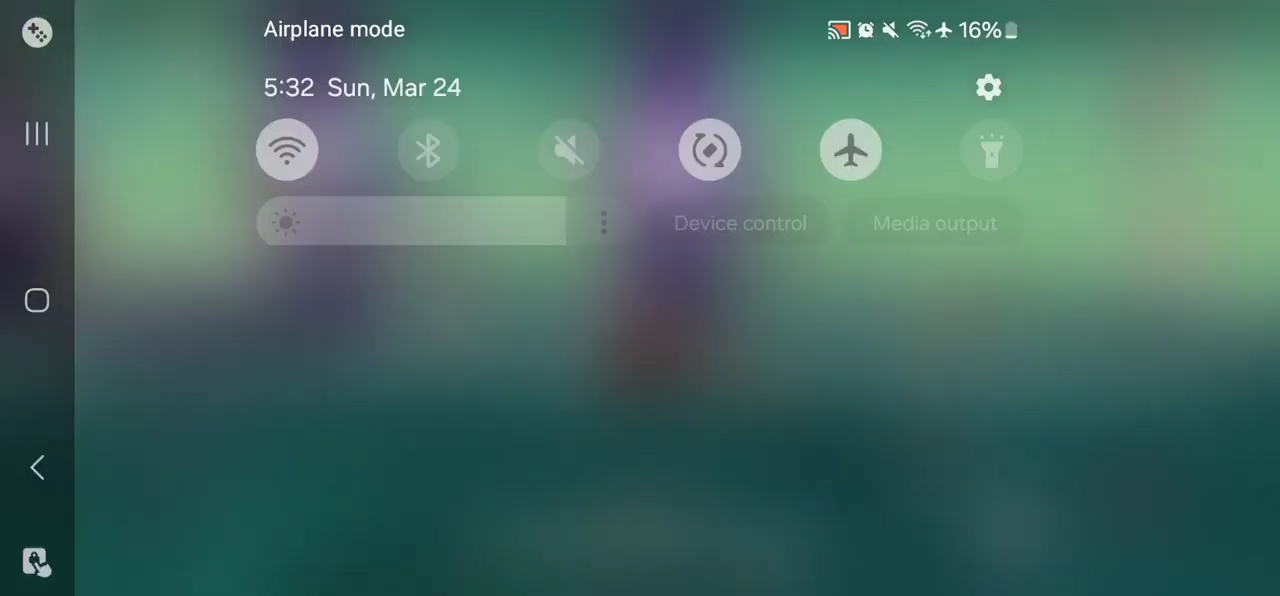 Airplane mode
16%
5:32 Sun, Mar 24
Device control
Media output